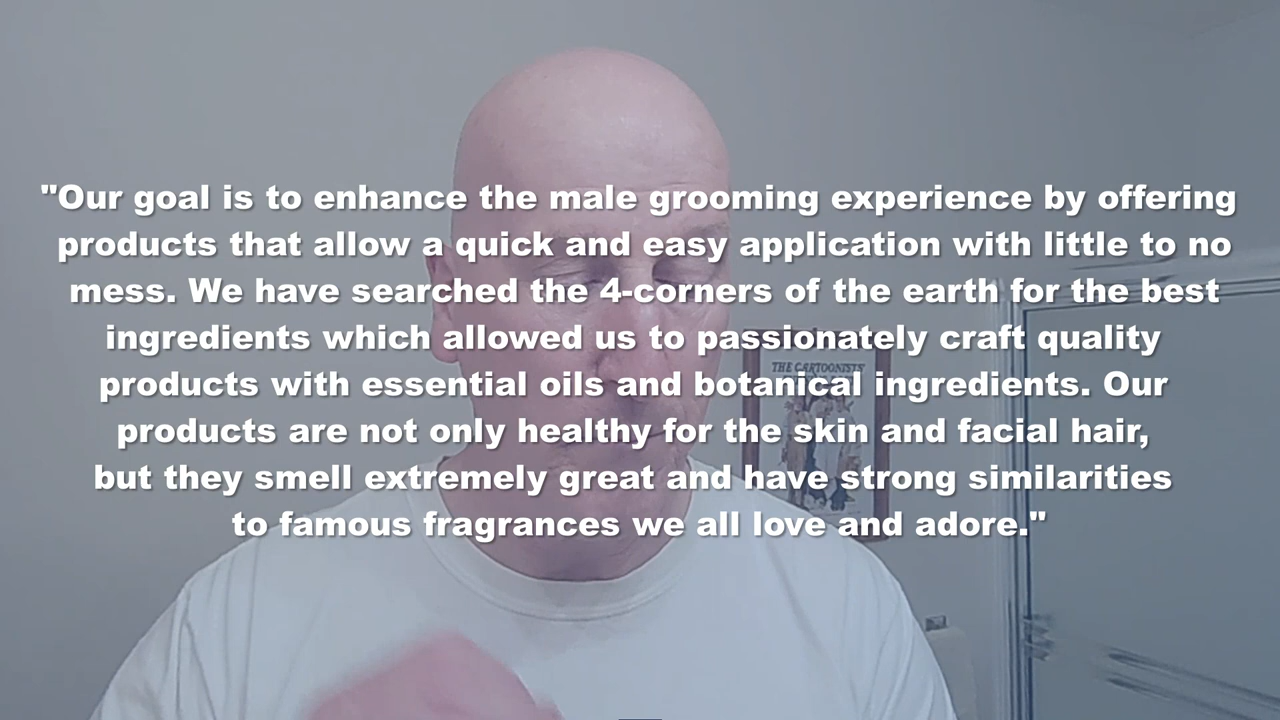 "Our goal is to enhance the male grooming experience by offering
products that allow a quick and easy application with little to no
mess. We have searched the 4-corners of the earth for the best
ingredients which allowed us to passionately craft quality
products with essential oils and botanical ingredients. Our
products are not only healthy for the skin and facial hair,
but they smell extremely great and have strong similarities
to famous fragrances we all love and adore."
THE CARTOONISTS'